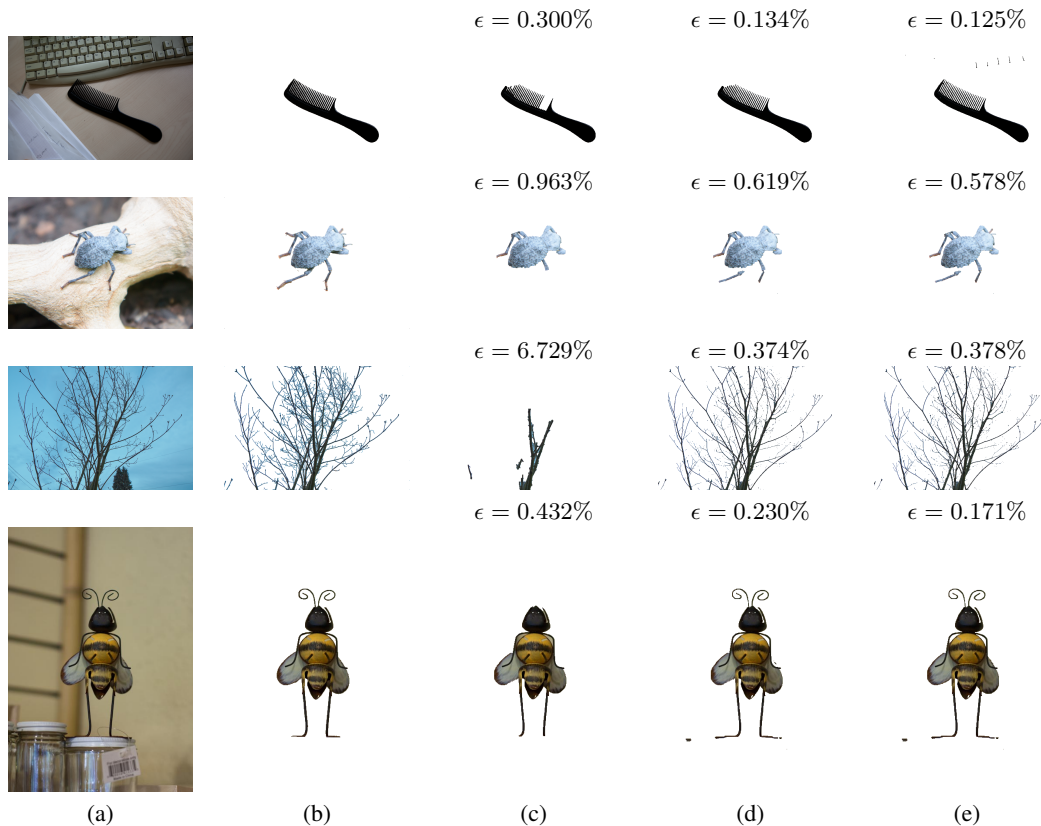 ϵ = 0.300% ϵ = 0.134% ϵ = 0.125%
ϵ = 0.963% ϵ = 0.619% ϵ = 0.578%
ϵ = 6.729% ϵ = 0.374% ϵ = 0.378%
ϵ = 0.432% ϵ = 0.230% ϵ = 0.171%
(a) (b) (c) (d) (e)